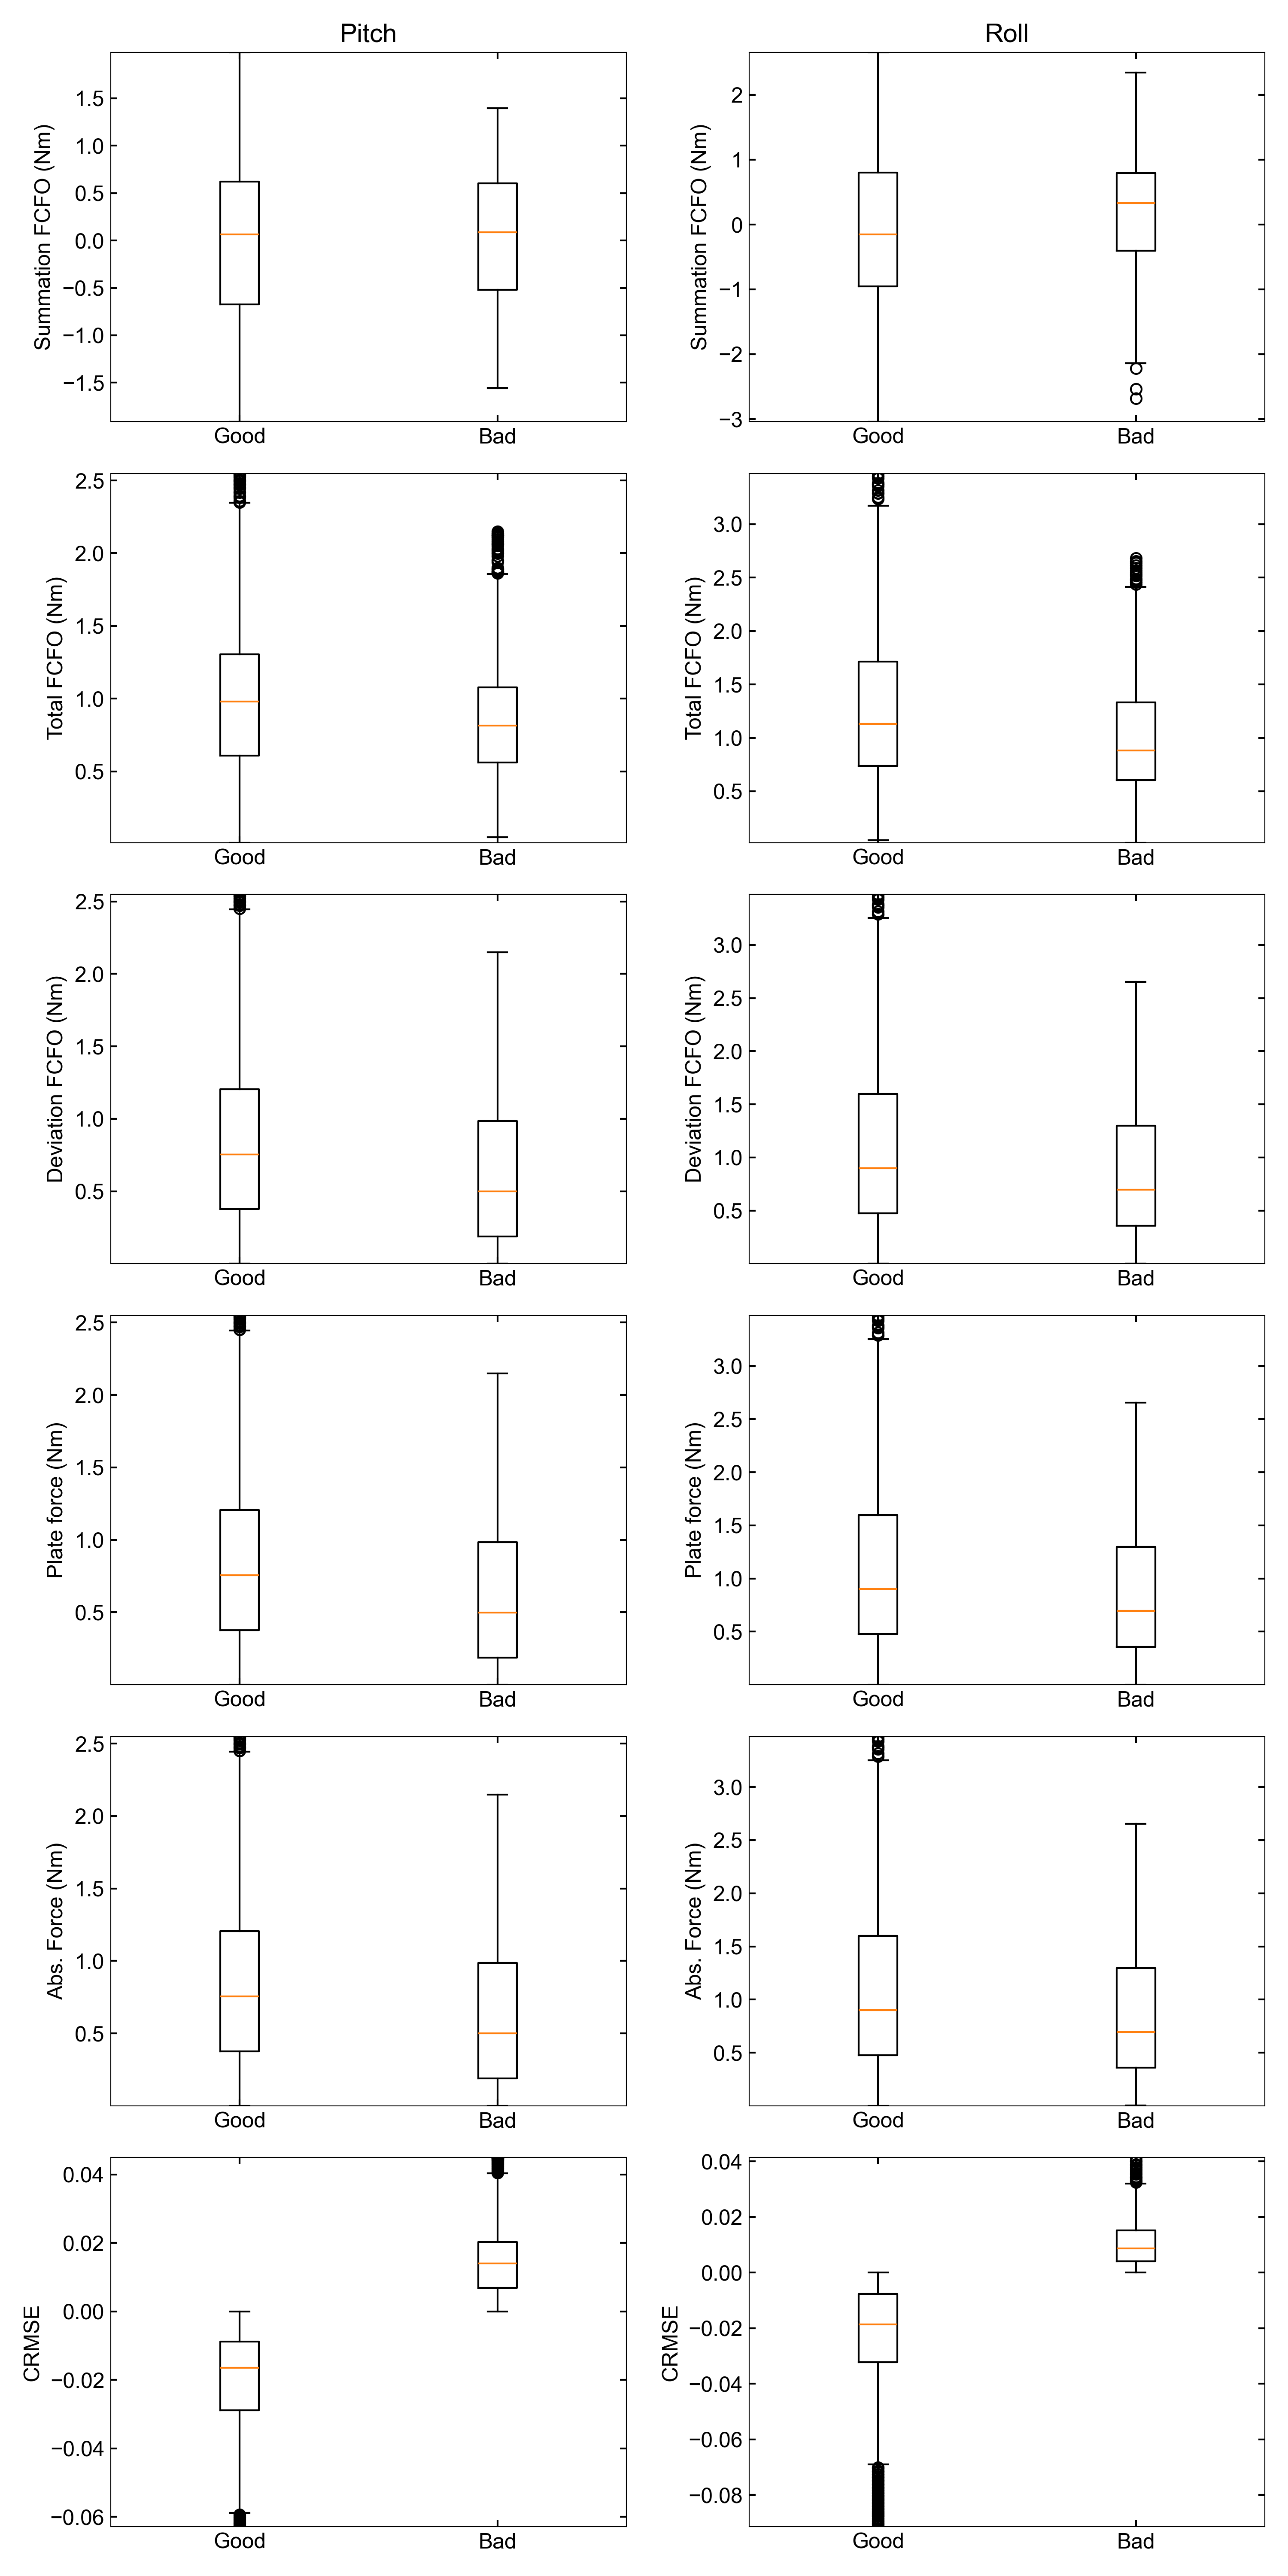 Pitch
Roll
Summation FCFO (Nm)
1.5
1.0
0.5
0.0
−0.5
−1.0
−1.5
Good
Bad
Summation FCFO (Nm)
2
1
0
−1
−2
−3
Good
Bad
Total FCFO (Nm)
2.5
2.0
1.5
1.0
0.5
Good
Bad
Total FCFO (Nm)
3.0
2.5
2.0
1.5
1.0
0.5
Good
Bad
Deviation FCFO (Nm)
2.5
2.0
1.5
1.0
0.5
Good
Bad
Deviation FCFO (Nm)
3.0
2.5
2.0
1.5
1.0
0.5
Good
Bad
Plate force (Nm)
2.5
2.0
1.5
1.0
0.5
Good
Bad
Plate force (Nm)
3.0
2.5
2.0
1.5
1.0
0.5
Good
Bad
Abs. Force (Nm)
2.5
2.0
1.5
1.0
0.5
Good
Bad
Abs. Force (Nm)
3.0
2.5
2.0
1.5
1.0
0.5
Good
Bad
CRMSE
0.04
0.02
0.00
−0.02
−0.04
−0.06
Good
Bad
CRMSE
0.04
0.02
0.00
−0.02
−0.04
−0.06
−0.08
Good
Bad